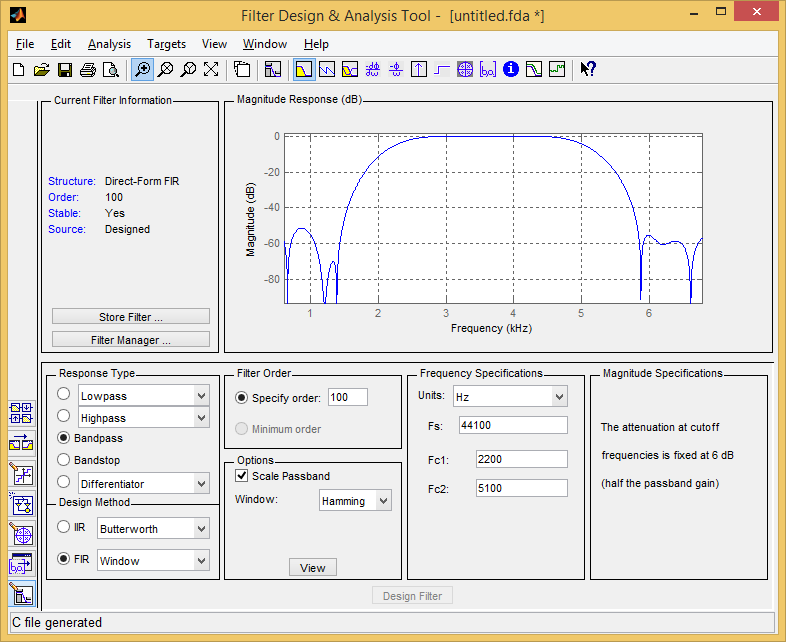 Filter Design & Analysis Tool - [untitled.fda *]
File Edit Analysis Targets View Window Help
Current Filter Information
Structure: Direct-Form FIR
Order: 100
Stable: Yes
Source: Designed
Store Filter ...
Filter Manager ...
Magnitude Response (dB)
0
-20
-40
-60
-80
Magnitude (dB)
1 2 3 4 5 6
Frequency (kHz)
Response Type
Lowpass
Highpass
Bandpass
Bandstop
Differentiator
Design Method
IIR Butterworth
FIR Window
Filter Order
Specify order: 100
Minimum order
Options
Scale Passband
Window: Hamming
View
Frequency Specifications
Units: Hz
Fs: 44100
Fc1: 2200
Fc2: 5100
Magnitude Specifications
The attenuation at cutoff
frequencies is fixed at 6 dB
(half the passband gain)
Design Filter
C file generated